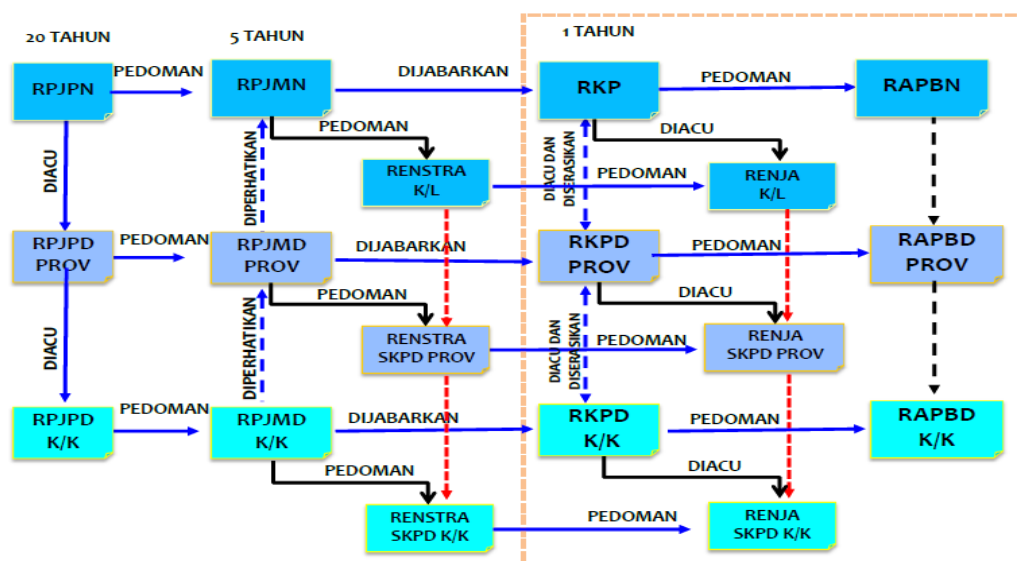 20 TAHUN
5 TAHUN
1 TAHUN
RPJPN
PEDOMAN
RPJMN
DIJABARKAN
RKP
PEDOMAN
RAPBN
DIACU
DIPERHATIKAN
PEDOMAN
RENSTRA
K/L
DIACU DAN
DISERASIKAN
DIACU
PEDOMAN
RENJA
K/L
RPJPD
PROV
PEDOMAN
RPJMD
PROV
DIJABARKAN
RKPD
PROV
PEDOMAN
RAPBD
PROV
DIACU
DIPERHATIKAN
PEDOMAN
RENSTRA
SKPD PROV
DIACU DAN
DISERASIKAN
DIACU
PEDOMAN
RENJA
SKPD PROV
RPJPD
K/K
PEDOMAN
RPJMD
K/K
DIJABARKAN
RKPD
K/K
PEDOMAN
RAPBD
K/K
PEDOMAN
RENSTRA
SKPD K/K
DIACU
PEDOMAN
RENJA
SKPD K/K